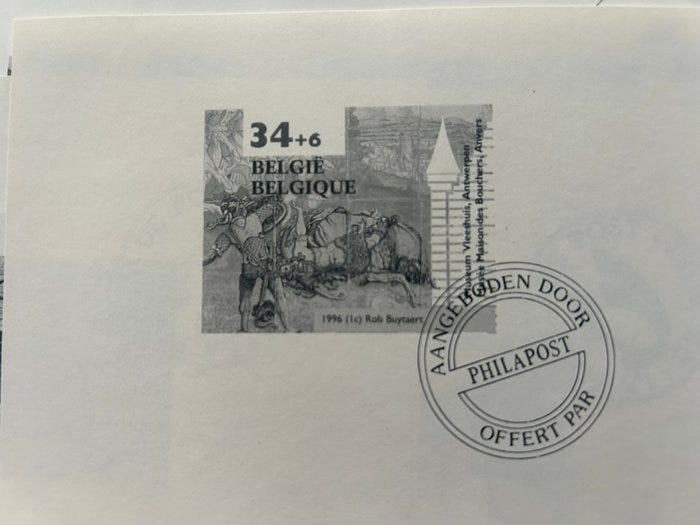 34+6
BELGIË
BELGIQUE
Museum Vleeshuis, Antwerpen
Maison des Bouchers, Anvers
1996 (1c) Rob Buytaert
AANGEBODEN DOOR
PHILAPOST
OFFERT PAR